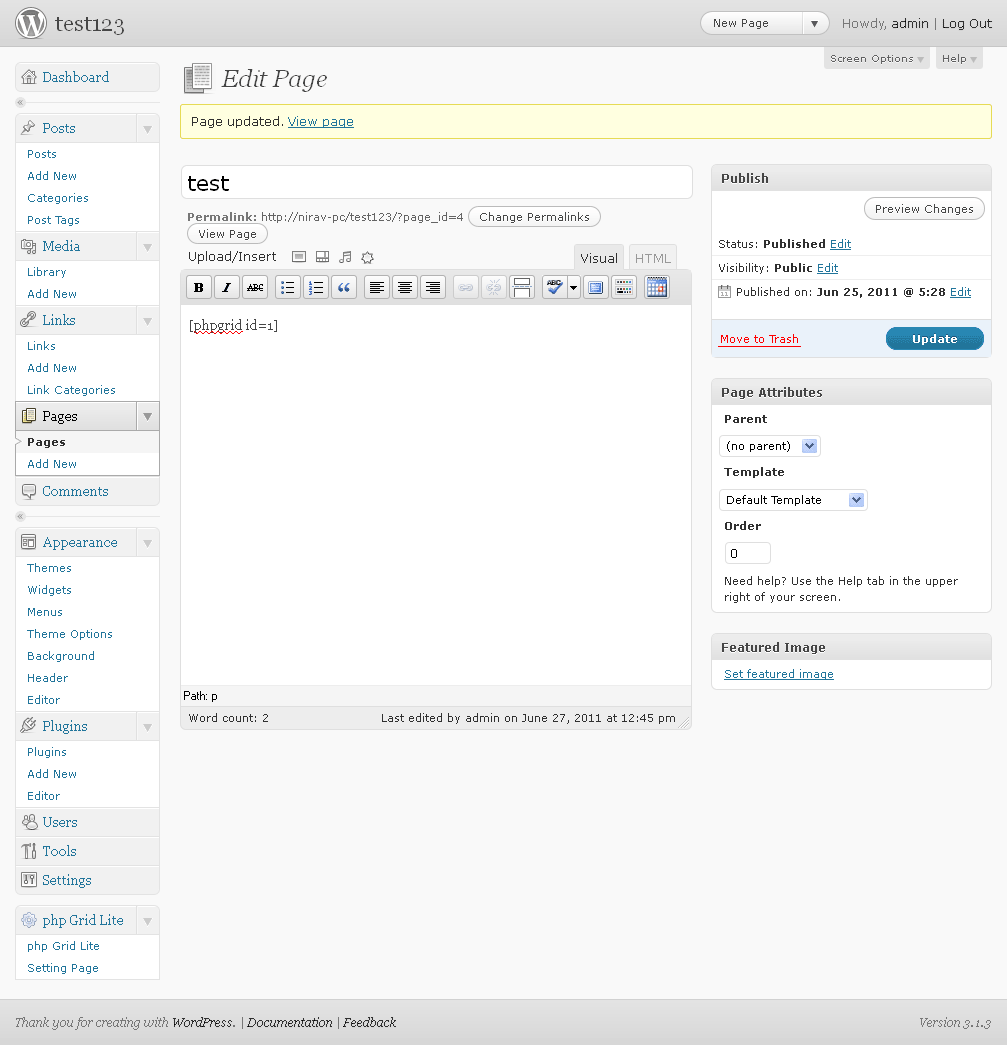 test123
New Page
Howdy, admin | Log Out
Screen Options
Help
Dashboard
Posts
Posts
Add New
Categories
Post Tags
Media
Library
Add New
Links
Links
Add New
Link Categories
Pages
Pages
Add New
Comments
Appearance
Themes
Widgets
Menus
Theme Options
Background
Header
Editor
Plugins
Plugins
Add New
Editor
Users
Tools
Settings
php Grid Lite
php Grid Lite
Setting Page
Edit Page
Page updated. View page
test
Permalink: http://nirav-pc/test123/?page_id=4 Change Permalinks
View Page
Upload/Insert
Visual
HTML
B I ABC ABC
[phpgrid id=1]
Path: p
Word count: 2
Last edited by admin on June 27, 2011 at 12:45 pm
Publish
Preview Changes
Status: Published Edit
Visibility: Public Edit
Published on: Jun 25, 2011 @ 5:28 Edit
Move to Trash
Update
Page Attributes
Parent
(no parent)
Template
Default Template
Order
0
Need help? Use the Help tab in the upper
right of your screen.
Featured Image
Set featured image
Thank you for creating with WordPress. | Documentation | Feedback
Version 3.1.3